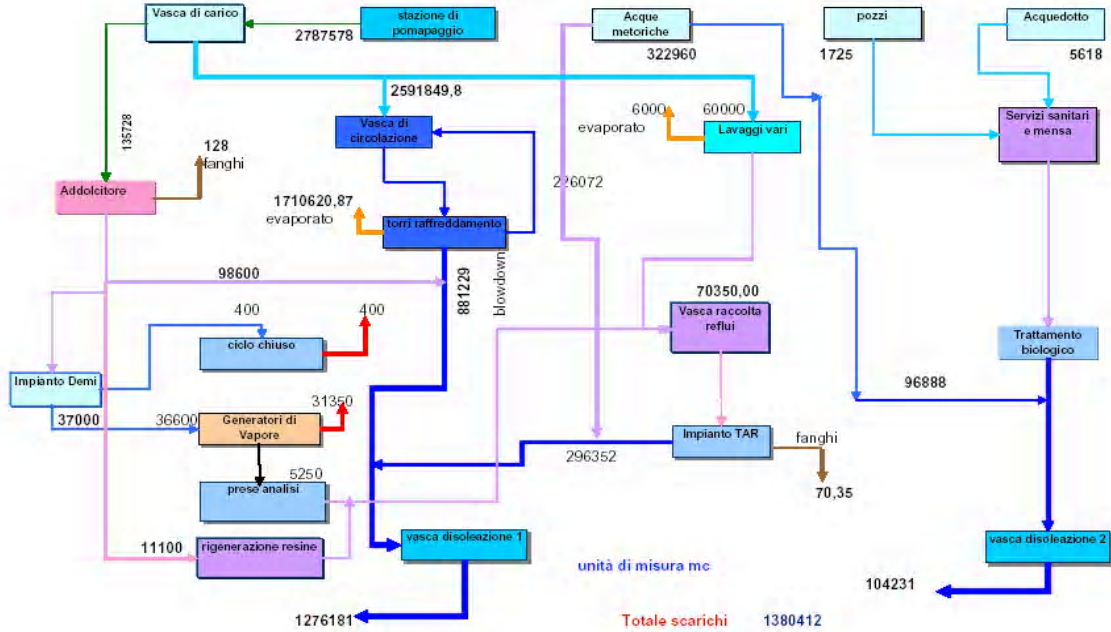 Vasca di carico
stazione di
pomapaggio
2787578
Acque
metoriche
322960
pozzi
1725
Acquedotto
5618
2591849,8
135728
Vasca di
circolazione
6000
evaporato
60000
Lavaggi vari
Servizi sanitari
e mensa
128
fanghi
Addolcitore
226072
1710620,87
evaporato
torri raffreddamento
98600
881229
blowdown
70350,00
Vasca raccolta
reflui
400
400
ciclo chiuso
Trattamento
biologico
Impianto Demi
96888
37000
36600
Generatori di
Vapore
31350
Impianto TAR
fanghi
296352
5250
prese analisi
70,35
11100
rigenerazione resine
vasca disoleazione 1
vasca disoleazione 2
unità di misura mc
104231
1276181
Totale scarichi 1380412